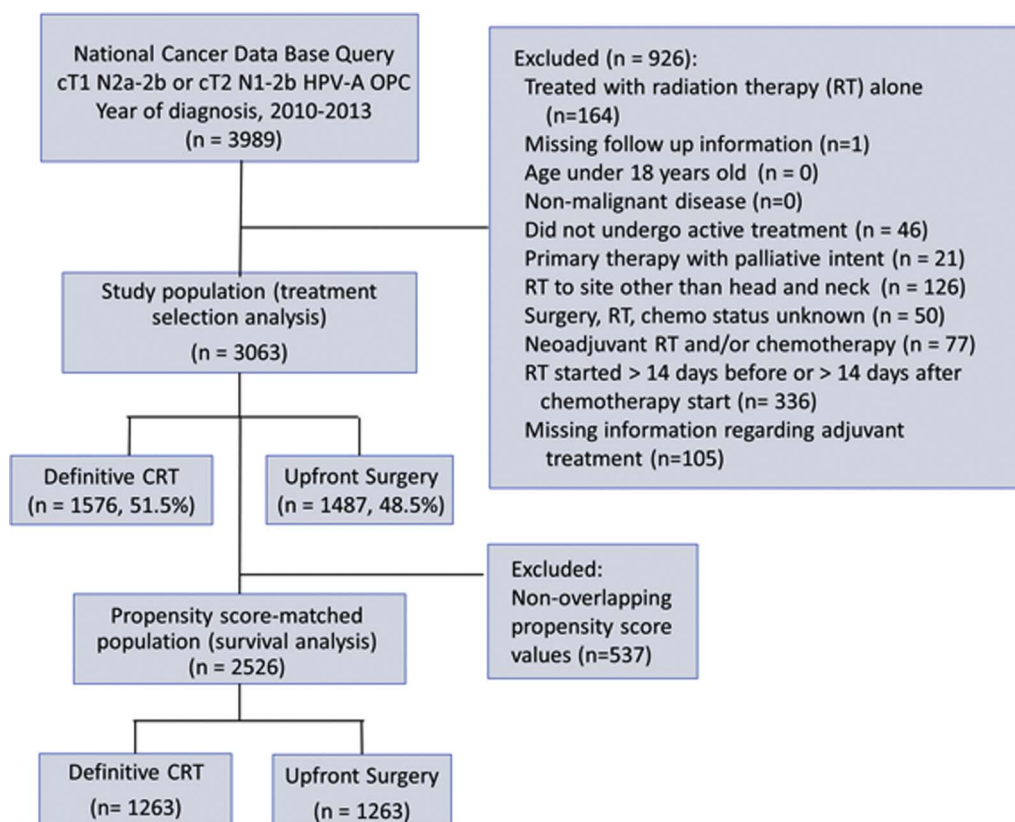 National Cancer Data Base Query
cT1 N2a-2b or cT2 N1-2b HPV-A OPC
Year of diagnosis, 2010-2013
(n = 3989)
Excluded (n = 926):
Treated with radiation therapy (RT) alone
(n=164)
Missing follow up information (n=1)
Age under 18 years old (n = 0)
Non-malignant disease (n=0)
Did not undergo active treatment (n = 46)
Primary therapy with palliative intent (n = 21)
RT to site other than head and neck (n = 126)
Surgery, RT, chemo status unknown (n = 50)
Neoadjuvant RT and/or chemotherapy (n = 77)
RT started > 14 days before or > 14 days after
chemotherapy start (n= 336)
Missing information regarding adjuvant
treatment (n=105)
Study population (treatment
selection analysis)
(n = 3063)
Definitive CRT
(n = 1576, 51.5%)
Upfront Surgery
(n = 1487, 48.5%)
Excluded:
Non-overlapping
propensity score
values (n=537)
Propensity score-matched
population (survival analysis)
(n = 2526)
Definitive CRT
(n= 1263)
Upfront Surgery
(n = 1263)